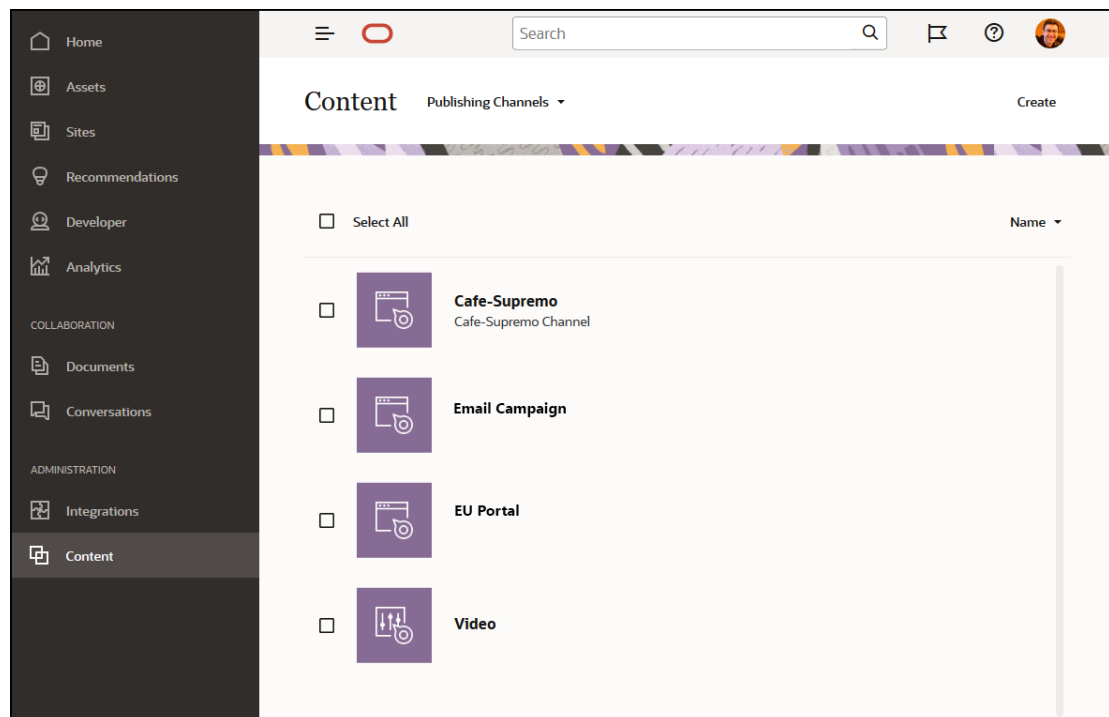 Home
Assets
Sites
Recommendations
Developer
Analytics
COLLABORATION
Documents
Conversations
ADMINISTRATION
Integrations
Content
Search
Content Publishing Channels
Create
Select All
Name
Cafe-Supremo
Cafe-Supremo Channel
Email Campaign
EU Portal
Video